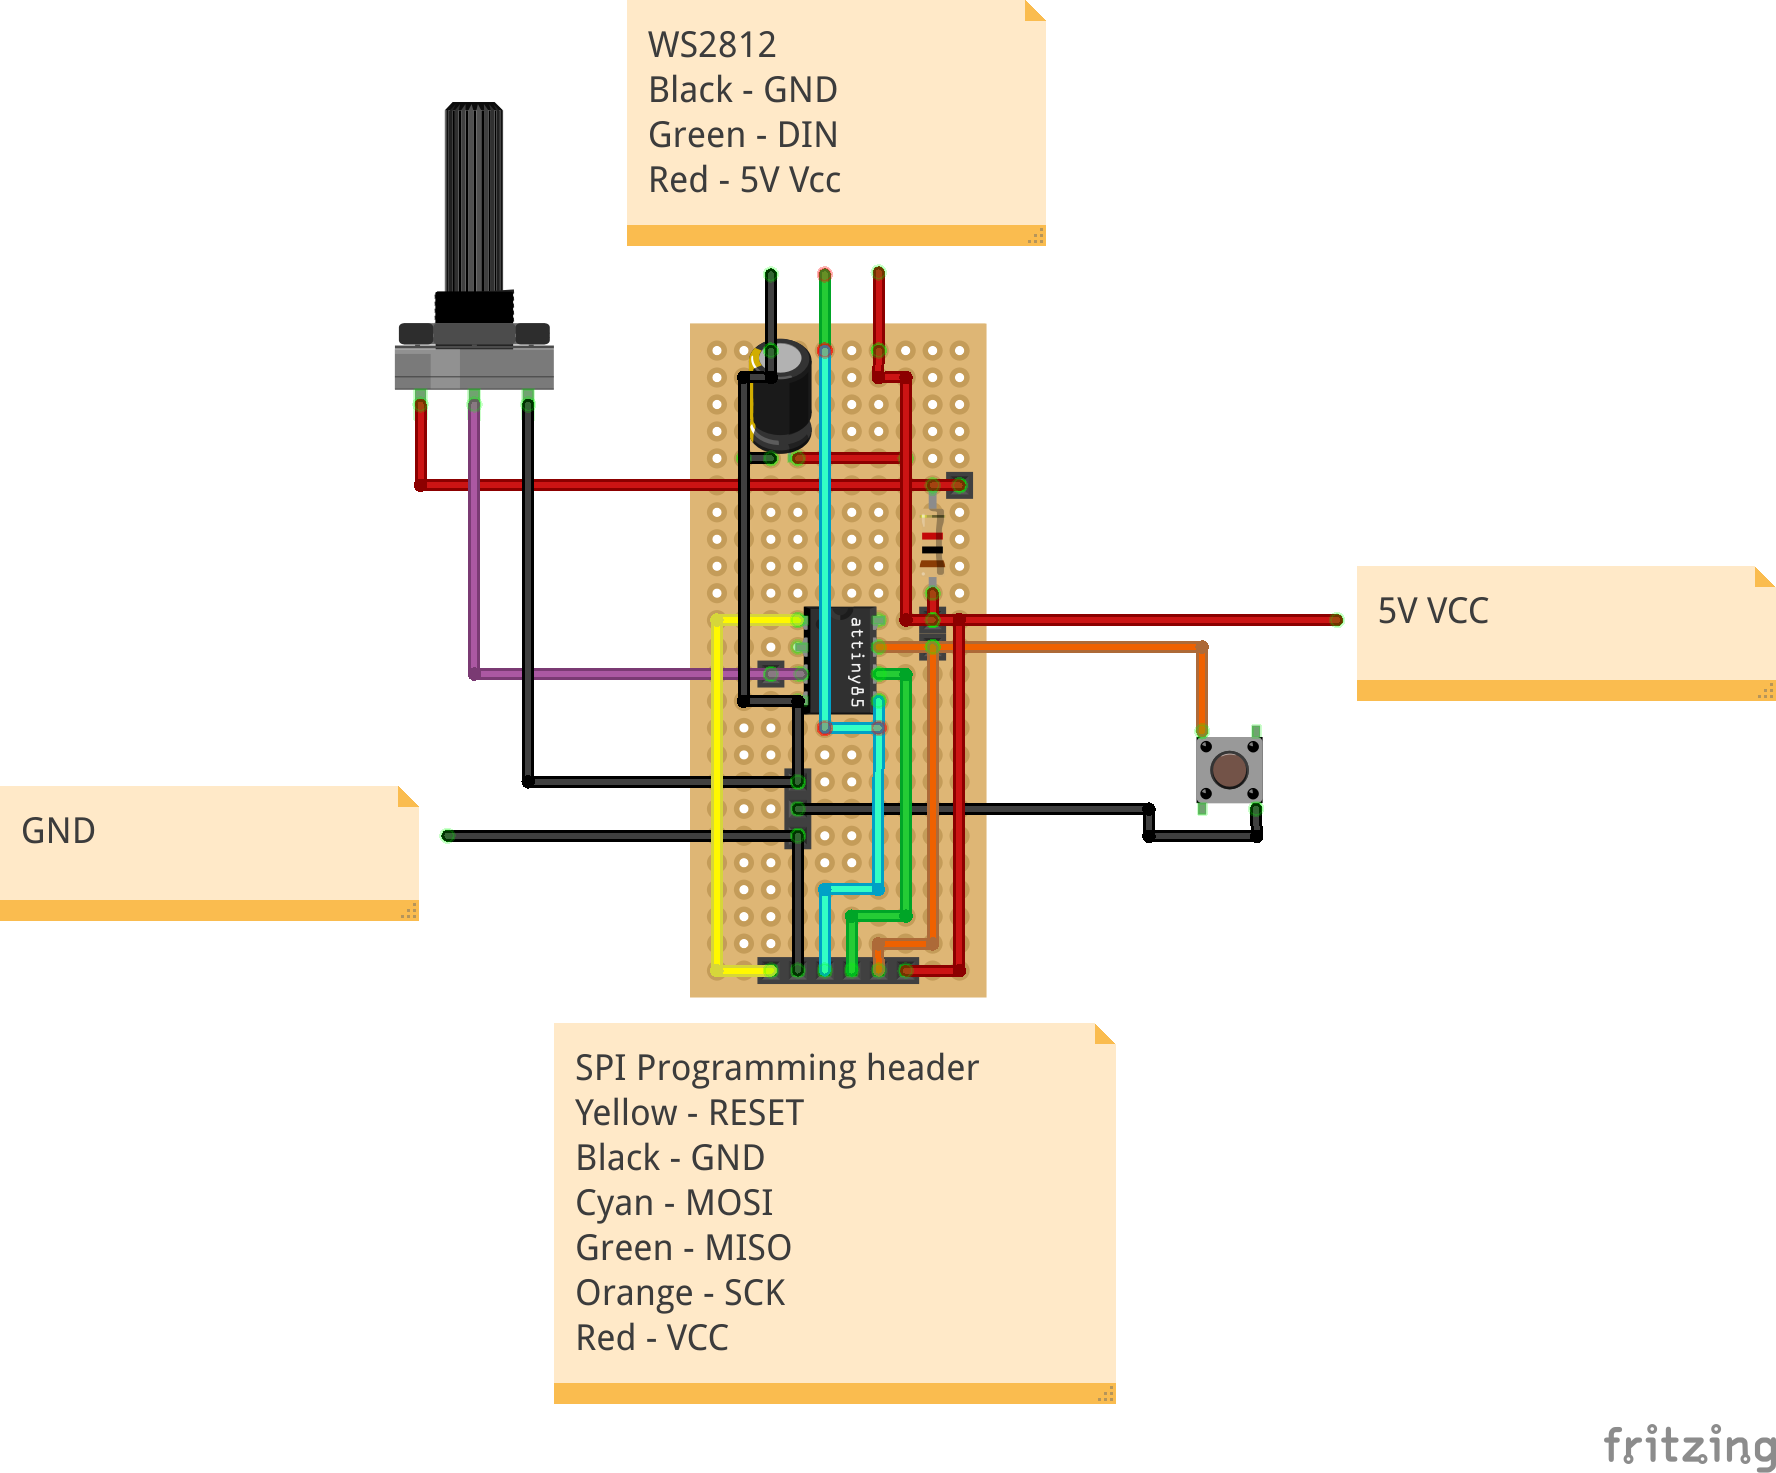 WS2812
Black - GND
Green - DIN
Red - 5V Vcc
attiny85
5V VCC
GND
SPI Programming header
Yellow - RESET
Black - GND
Cyan - MOSI
Green - MISO
Orange - SCK
Red - VCC
fritzing